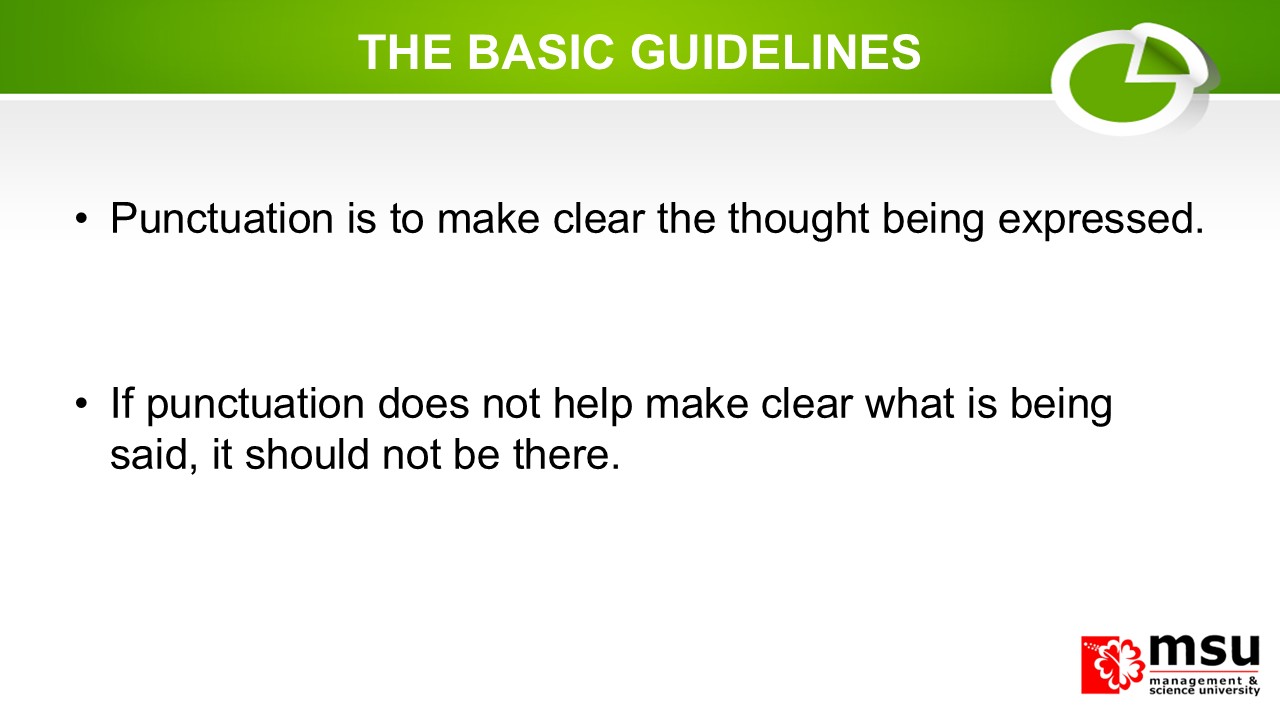 THE BASIC GUIDELINES
• Punctuation is to make clear the thought being expressed.
• If punctuation does not help make clear what is being
said, it should not be there.
msu
management &
science university